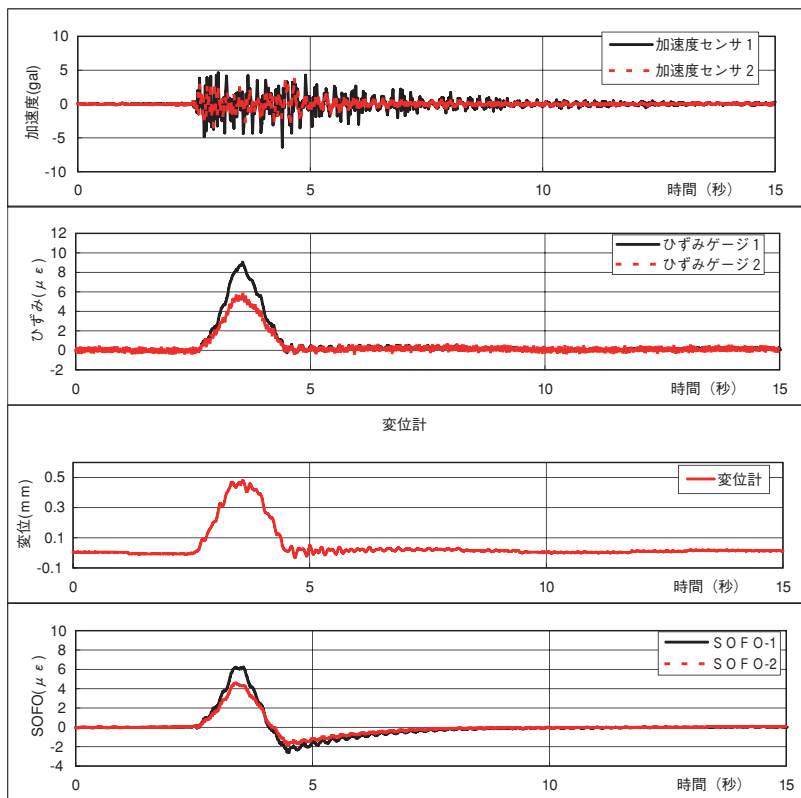 10
5
0
-5
-10
加速度(gal)
加速度センサ1
加速度センサ2
0
5
10
時間（秒）
15
12
10
8
6
4
2
0
-2
ひずみ(με)
ひずみゲージ1
ひずみゲージ2
0
5
10
時間（秒）
15
変位計
0.5
0.3
0.1
-0.1
変位(mm)
変位計
0
5
10
時間（秒）
15
10
8
6
4
2
0
-2
-4
SOFO(με)
SOFO-1
SOFO-2
0
5
10
時間（秒）
15